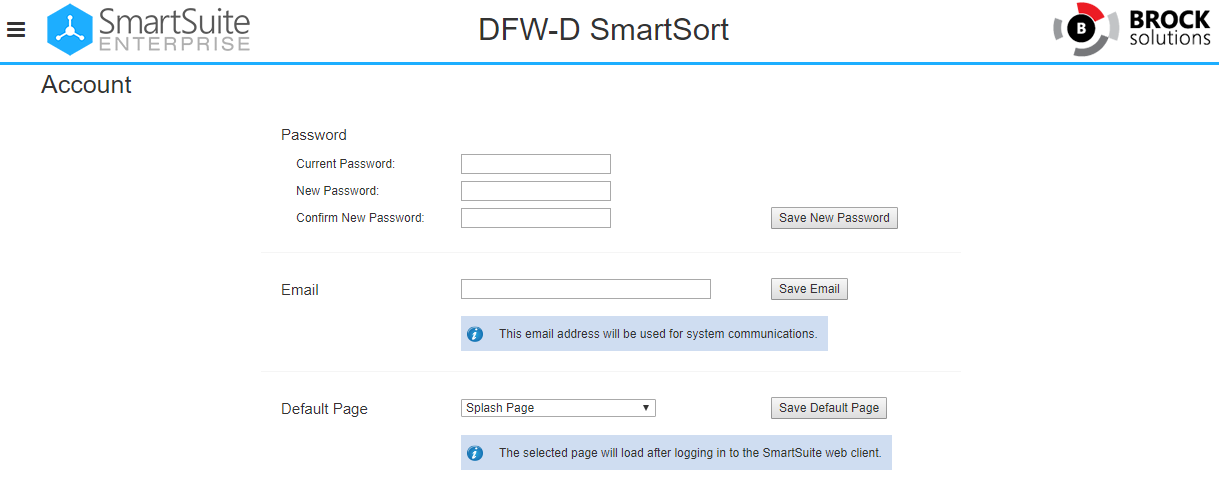 SmartSuite
ENTERPRISE
DFW-D SmartSort
B
BROCK
solutions
Account
Password
Current Password:
New Password:
Confirm New Password:
Save New Password
Email
Save Email
This email address will be used for system communications.
Default Page
Splash Page
Save Default Page
The selected page will load after logging in to the SmartSuite web client.